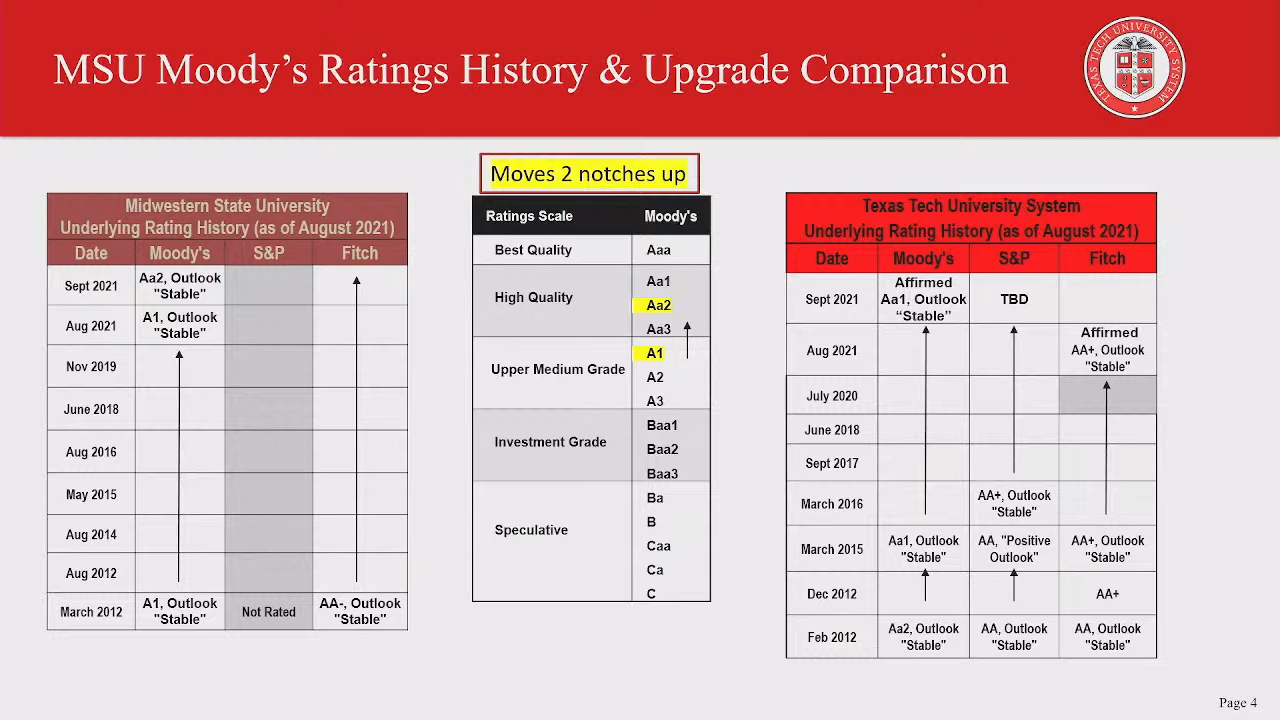 MSU Moody's Ratings History & Upgrade Comparison
TEXAS TECH UNIVERSITY SYSTEM
Midwestern State University
Underlying Rating History (as of August 2021)
Date Moody's S&P Fitch
Sept 2021 Aa2, Outlook "Stable"
Aug 2021 A1, Outlook "Stable"
Nov 2019
June 2018
Aug 2016
May 2015
Aug 2014
Aug 2012
March 2012 A1, Outlook "Stable" Not Rated AA-, Outlook "Stable"
Moves 2 notches up
Ratings Scale Moody's
Best Quality Aaa
High Quality Aa1
Aa2
Aa3
Upper Medium Grade A1
A2
A3
Investment Grade Baa1
Baa2
Baa3
Speculative Ba
B
Caa
Ca
C
Texas Tech University System
Underlying Rating History (as of August 2021)
Date Moody's S&P Fitch
Sept 2021 Affirmed Aa1, Outlook “Stable” TBD
Aug 2021 Affirmed AA+, Outlook "Stable"
July 2020
June 2018
Sept 2017
March 2016 AA+, Outlook "Stable"
March 2015 Aa1, Outlook "Stable" AA, "Positive Outlook" AA+, Outlook "Stable"
Dec 2012 AA+
Feb 2012 Aa2, Outlook "Stable" AA, Outlook "Stable" AA, Outlook "Stable"
Page 4